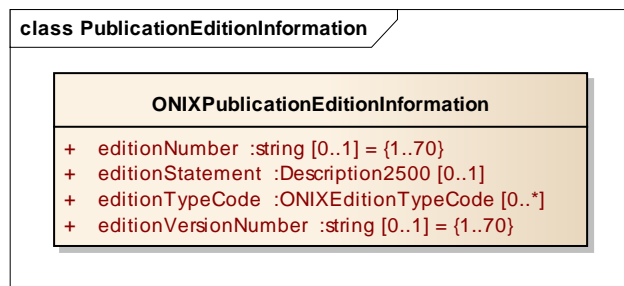 class PublicationEditionInformation
ONIXPublicationEditionInformation
+ editionNumber :string [0..1] = {1..70}
+ editionStatement :Description2500 [0..1]
+ editionTypeCode :ONIXEditionTypeCode [0..*]
+ editionVersionNumber :string [0..1] = {1..70}